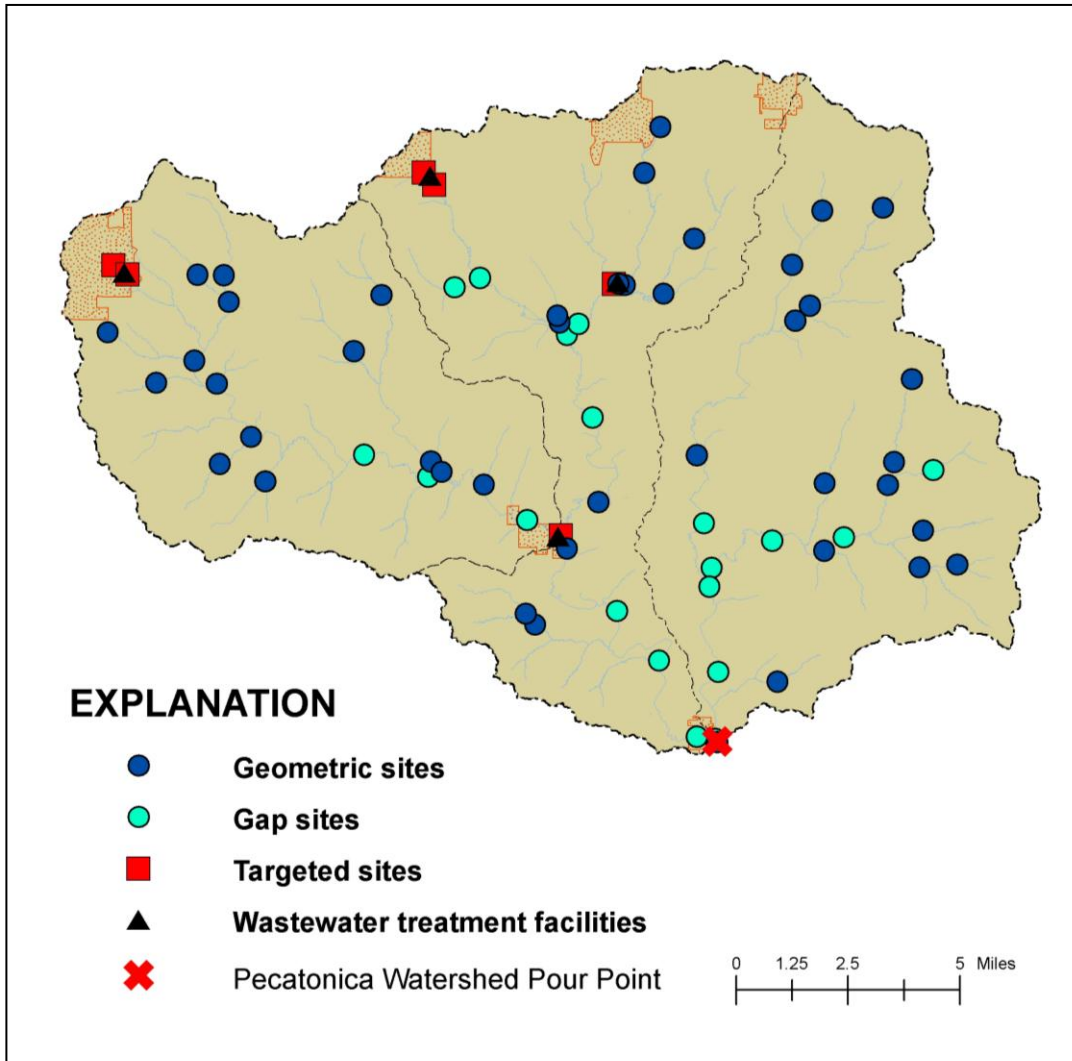 EXPLANATION
Geometric sites
Gap sites
Targeted sites
Wastewater treatment facilities
Pecatonica Watershed Pour Point
0 1.25 2.5 5 Miles